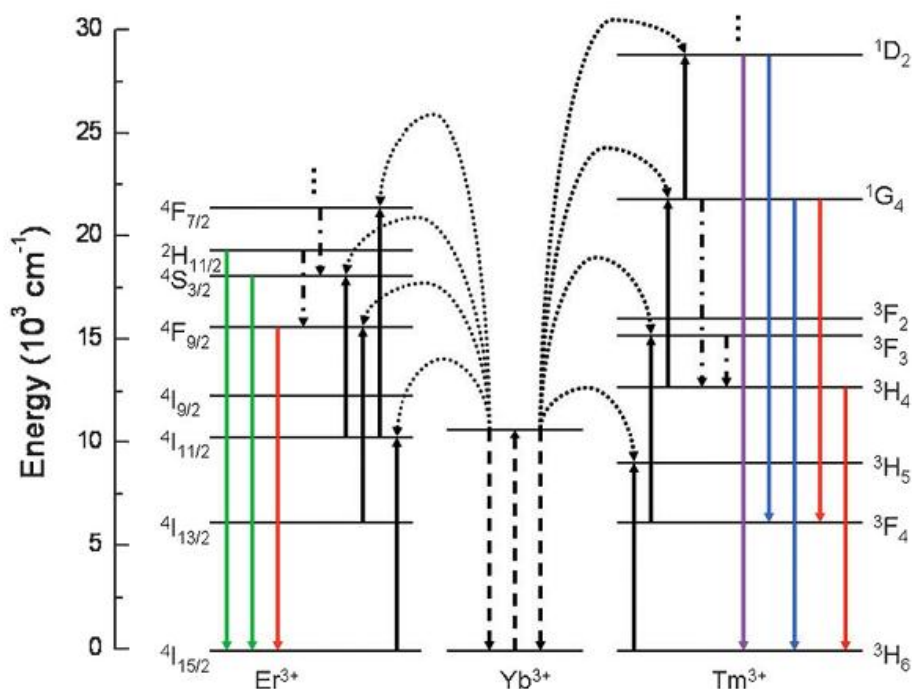 Energy (10³ cm⁻¹)
30
25
20
15
10
5
0
⁴F₇/₂
²H₁₁/₂
⁴S₃/₂
⁴F₉/₂
⁴I₉/₂
⁴I₁₁/₂
⁴I₁₃/₂
⁴I₁₅/₂
¹D₂
¹G₄
³F₂
³F₃
³H₄
³H₅
³F₄
³H₆
Er³⁺
Yb³⁺
Tm³⁺